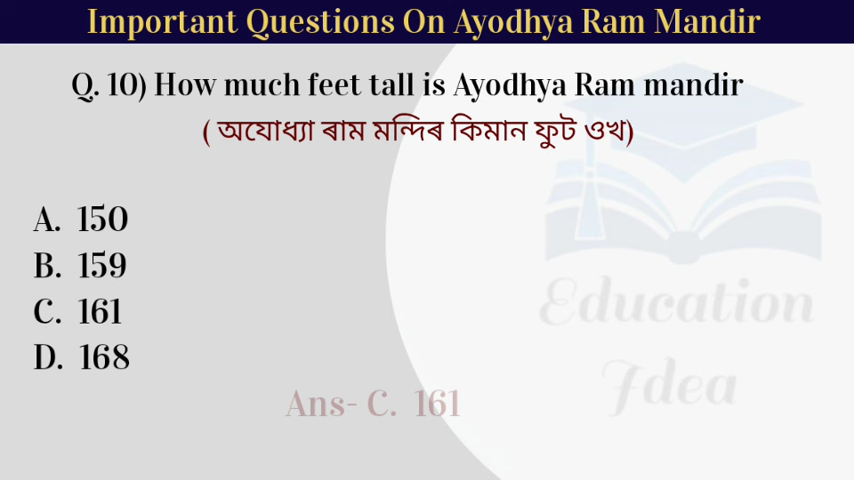 Important Questions On Ayodhya Ram Mandir
Q. 10) How much feet tall is Ayodhya Ram mandir
( অযোধ্যা ৰাম মন্দিৰ কিমান ফুট ওখ)
A. 150
B. 159
C. 161
D. 168
Ans- C. 161
Education
Idea